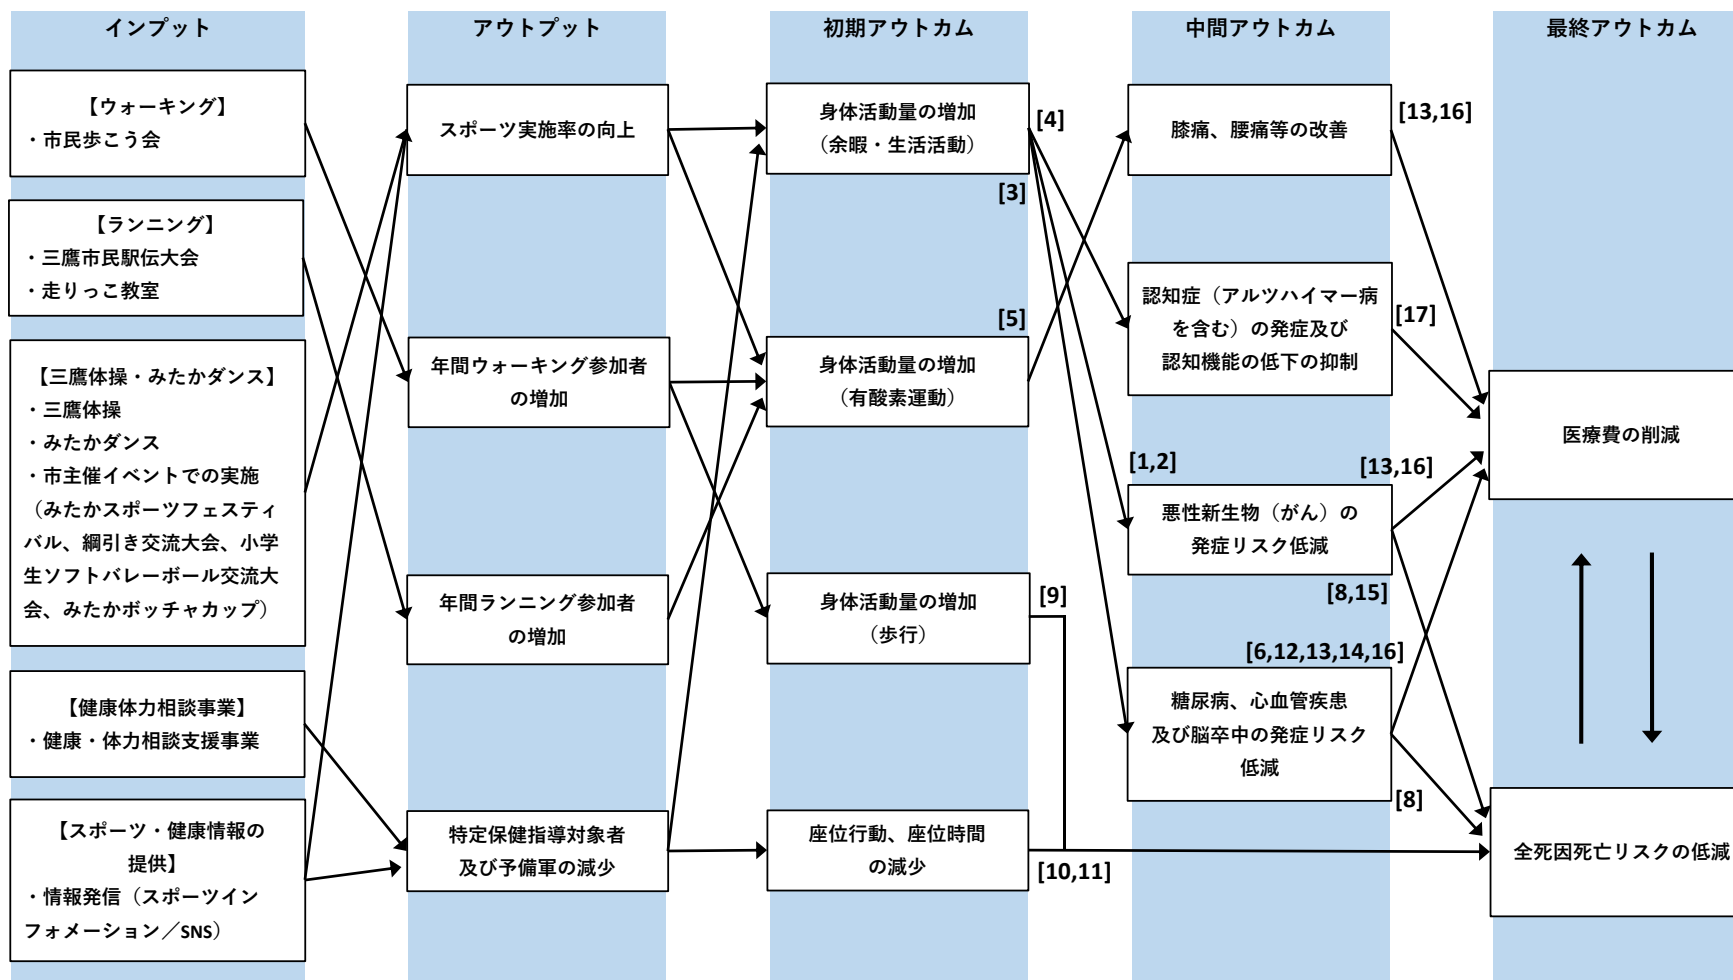 インプット
アウトプット
初期アウトカム
中間アウトカム
最終アウトカム
【ウォーキング】
・市民歩こう会
【ランニング】
・三鷹市民駅伝大会
・走りっこ教室
【三鷹体操・みたかダンス】
・三鷹体操
・みたかダンス
・市主催イベントでの実施
（みたかスポーツフェスティ
バル、綱引き交流大会、小学
生ソフトバレーボール交流大
会、みたかボッチャカップ）
【健康体力相談事業】
・健康・体力相談支援事業
【スポーツ・健康情報の
提供】
・情報発信（スポーツイン
フォメーション／SNS）
スポーツ実施率の向上
年間ウォーキング参加者
の増加
年間ランニング参加者
の増加
特定保健指導対象者
及び予備軍の減少
身体活動量の増加
（余暇・生活活動）
[4]
[3]
[5]
身体活動量の増加
（有酸素運動）
身体活動量の増加
（歩行）
[9]
座位行動、座位時間
の減少
[10,11]
膝痛、腰痛等の改善
[13,16]
認知症（アルツハイマー病
を含む）の発症及び
認知機能の低下の抑制
[17]
[1,2]
[13,16]
悪性新生物（がん）の
発症リスク低減
[8,15]
[6,12,13,14,16]
糖尿病、心血管疾患
及び脳卒中の発症リスク
低減
[8]
医療費の削減
全死因死亡リスクの低減